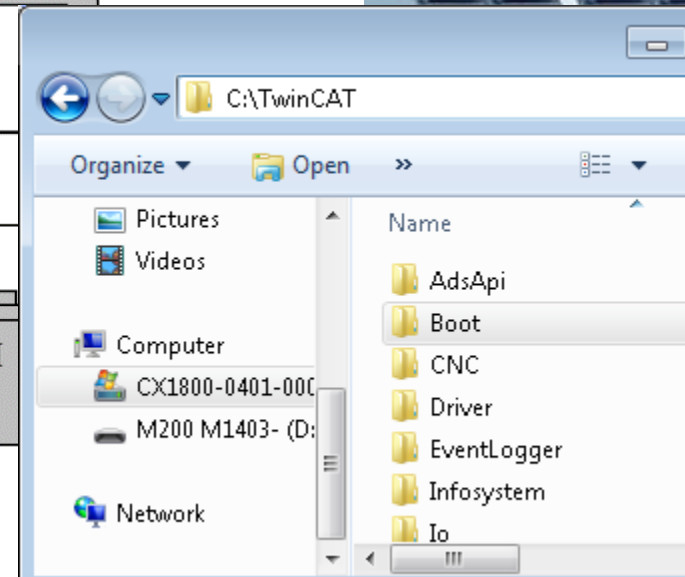 C:\TwinCAT
Organize Open »
Pictures
Videos
Computer
CX1800-0401-000
M200 M1403- (D:
Network
Name
AdsApi
Boot
CNC
Driver
EventLogger
Infosystem
Io